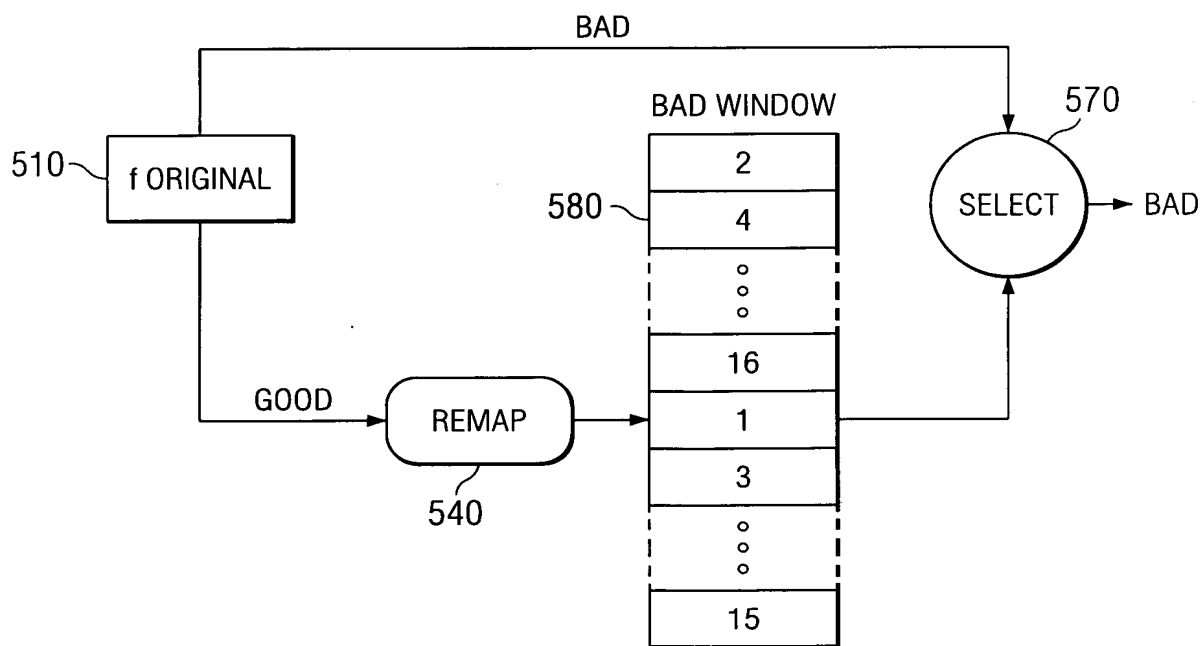 BAD
BAD WINDOW
570
510
f ORIGINAL
2
580
4
SELECT
BAD
16
GOOD
REMAP
1
3
540
15